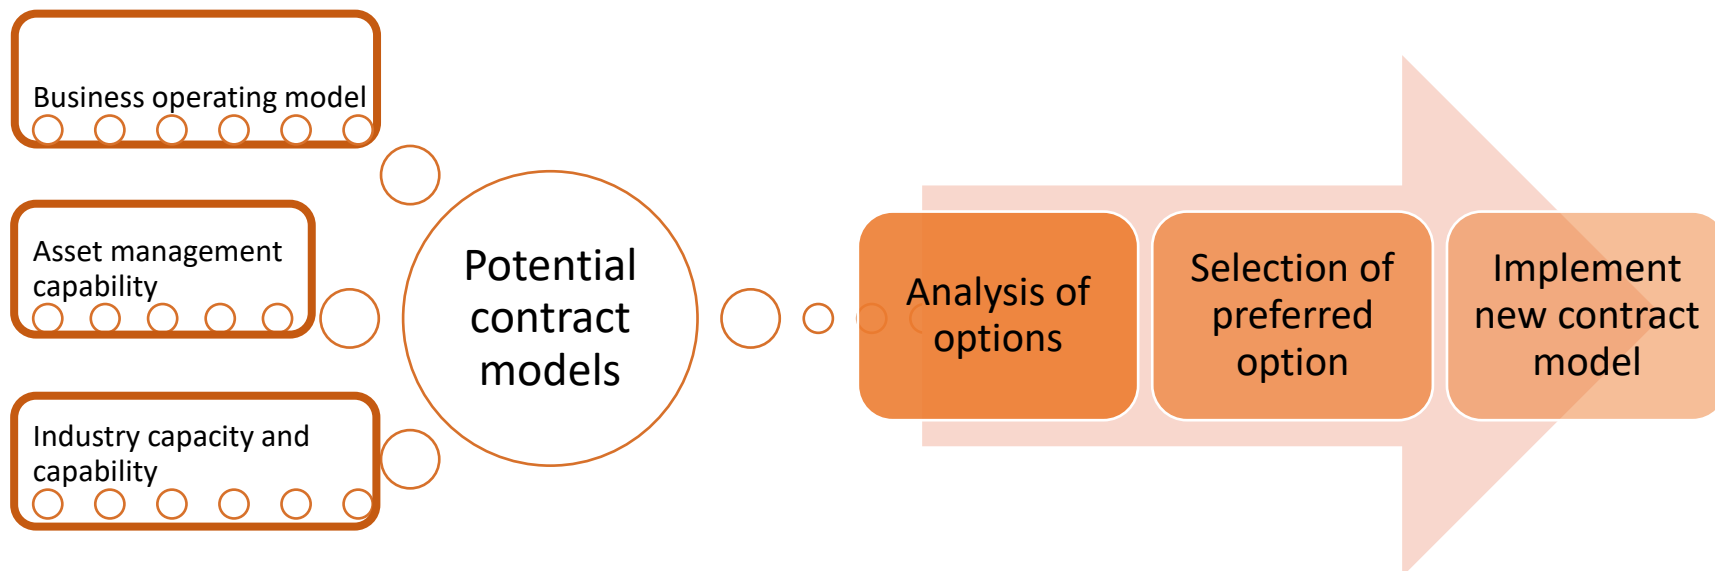 Business operating model
Asset management
capability
Industry capacity and
capability
Potential
contract
models
Analysis of
options
Selection of
preferred
option
Implement
new contract
model